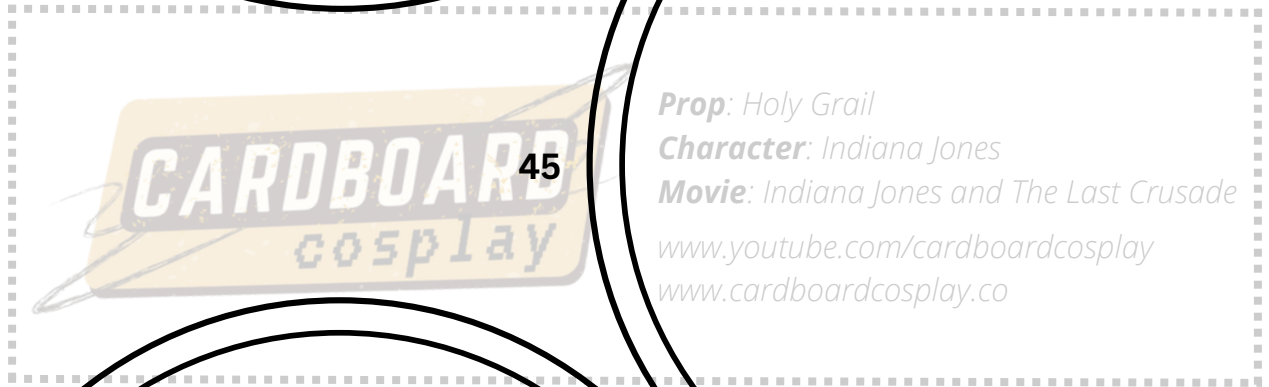 CARDBOARD
cosplay
45
Prop: Holy Grail
Character: Indiana Jones
Movie: Indiana Jones and The Last Crusade
www.youtube.com/cardboardcosplay
www.cardboardcosplay.co